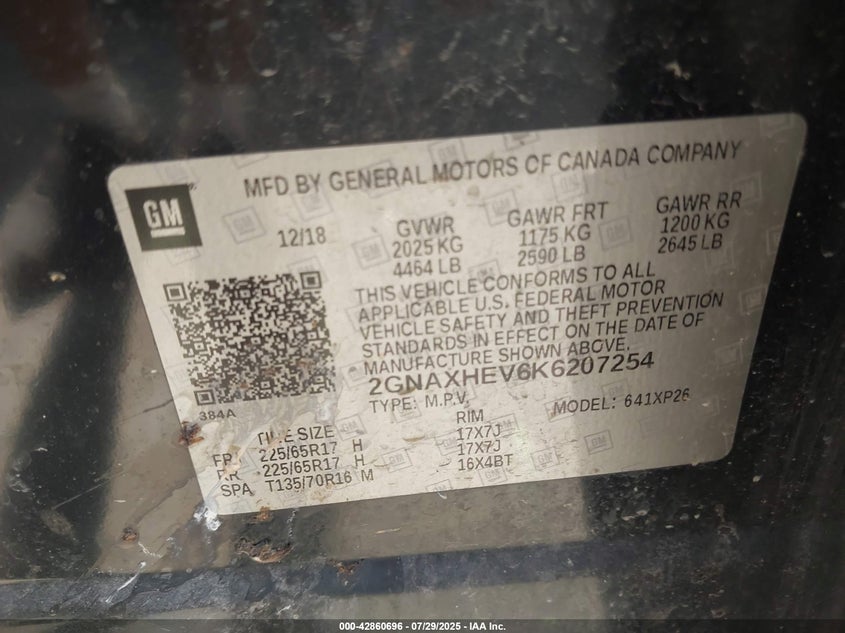 GM
MFD BY GENERAL MOTORS OF CANADA COMPANY
12/18
GVWR GAWR FRT GAWR RR
2025 KG 1175 KG 1200 KG
4464 LB 2590 LB 2645 LB
THIS VEHICLE CONFORMS TO ALL
APPLICABLE U.S. FEDERAL MOTOR
VEHICLE SAFETY AND THEFT PREVENTION
STANDARDS IN EFFECT ON THE DATE OF
MANUFACTURE SHOWN ABOVE.
2GNAXHEV6K6207254
TYPE: M.P.V. MODEL: 641XP26
384A
TIRE SIZE RIM
FR 225/65R17 H 17X7J
RR 225/65R17 H 17X7J
SPA T135/70R16 M 16X4BT
000-42860696 - 07/29/2025 - IAA Inc.